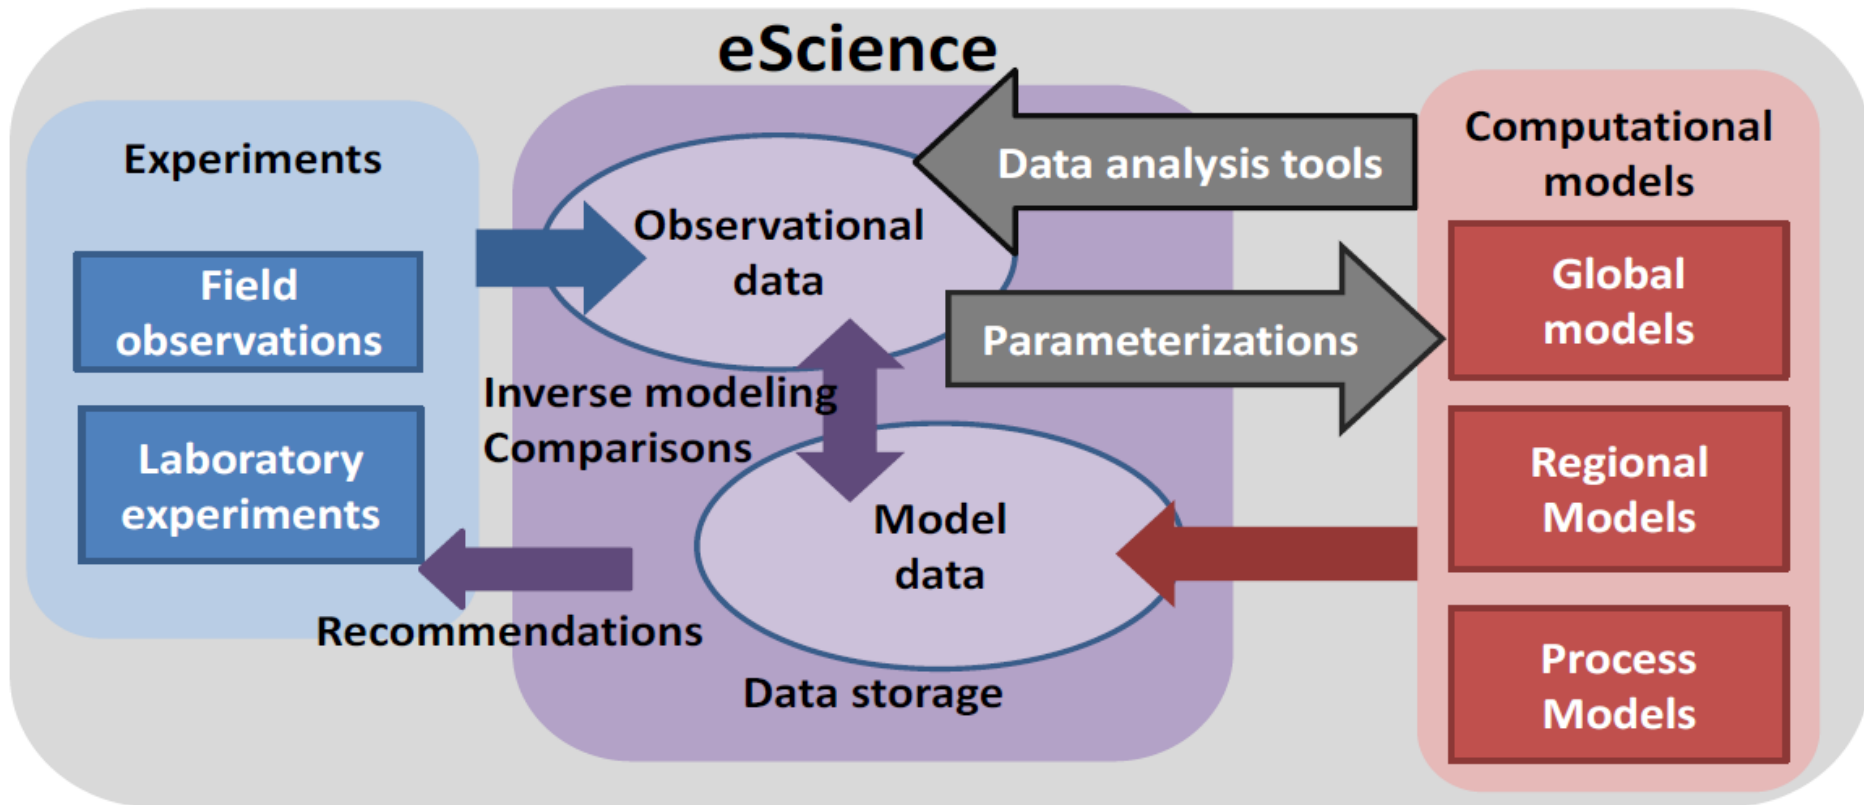 eScience
Experiments
Field
observations
Laboratory
experiments
Observational
data
Inverse modeling
Comparisons
Model
data
Recommendations
Data storage
Data analysis tools
Parameterizations
Computational
models
Global
models
Regional
Models
Process
Models